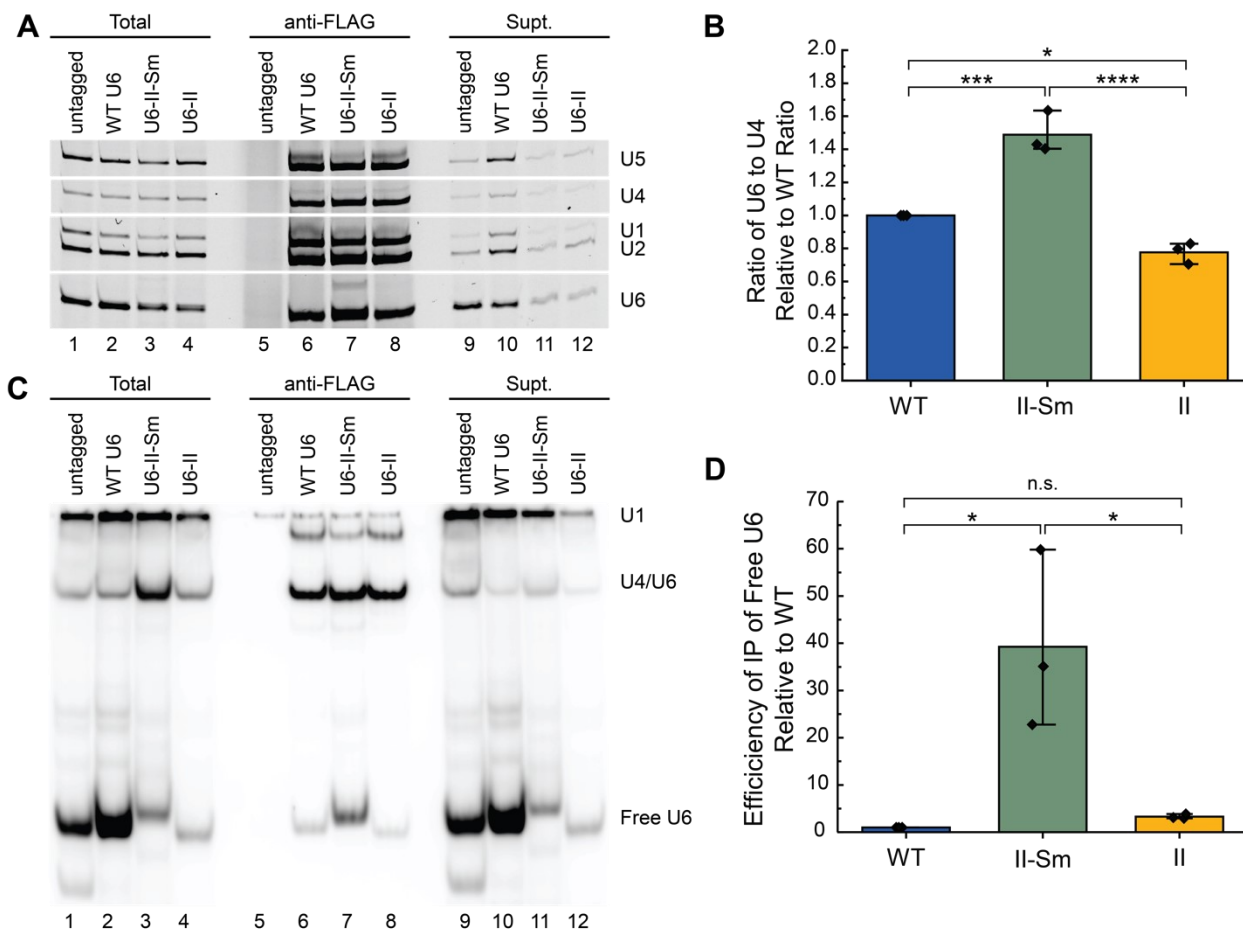 A
Total anti-FLAG Supt.
untagged WT U6 U6-II-Sm U6-II untagged WT U6 U6-II-Sm U6-II untagged WT U6 U6-II-Sm U6-II
U5
U4
U1
U2
U6
1 2 3 4 5 6 7 8 9 10 11 12
B
Ratio of U6 to U4
Relative to WT Ratio
2.0
1.8
1.6
1.4
1.2
1.0
0.8
0.6
0.4
0.2
0.0
*
*** ****
WT II-Sm II
C
Total anti-FLAG Supt.
untagged WT U6 U6-II-Sm U6-II untagged WT U6 U6-II-Sm U6-II untagged WT U6 U6-II-Sm U6-II
U1
U4/U6
Free U6
1 2 3 4 5 6 7 8 9 10 11 12
D
Efficiciency of IP of Free U6
Relative to WT
70
60
50
40
30
20
10
0
n.s.
* *
WT II-Sm II